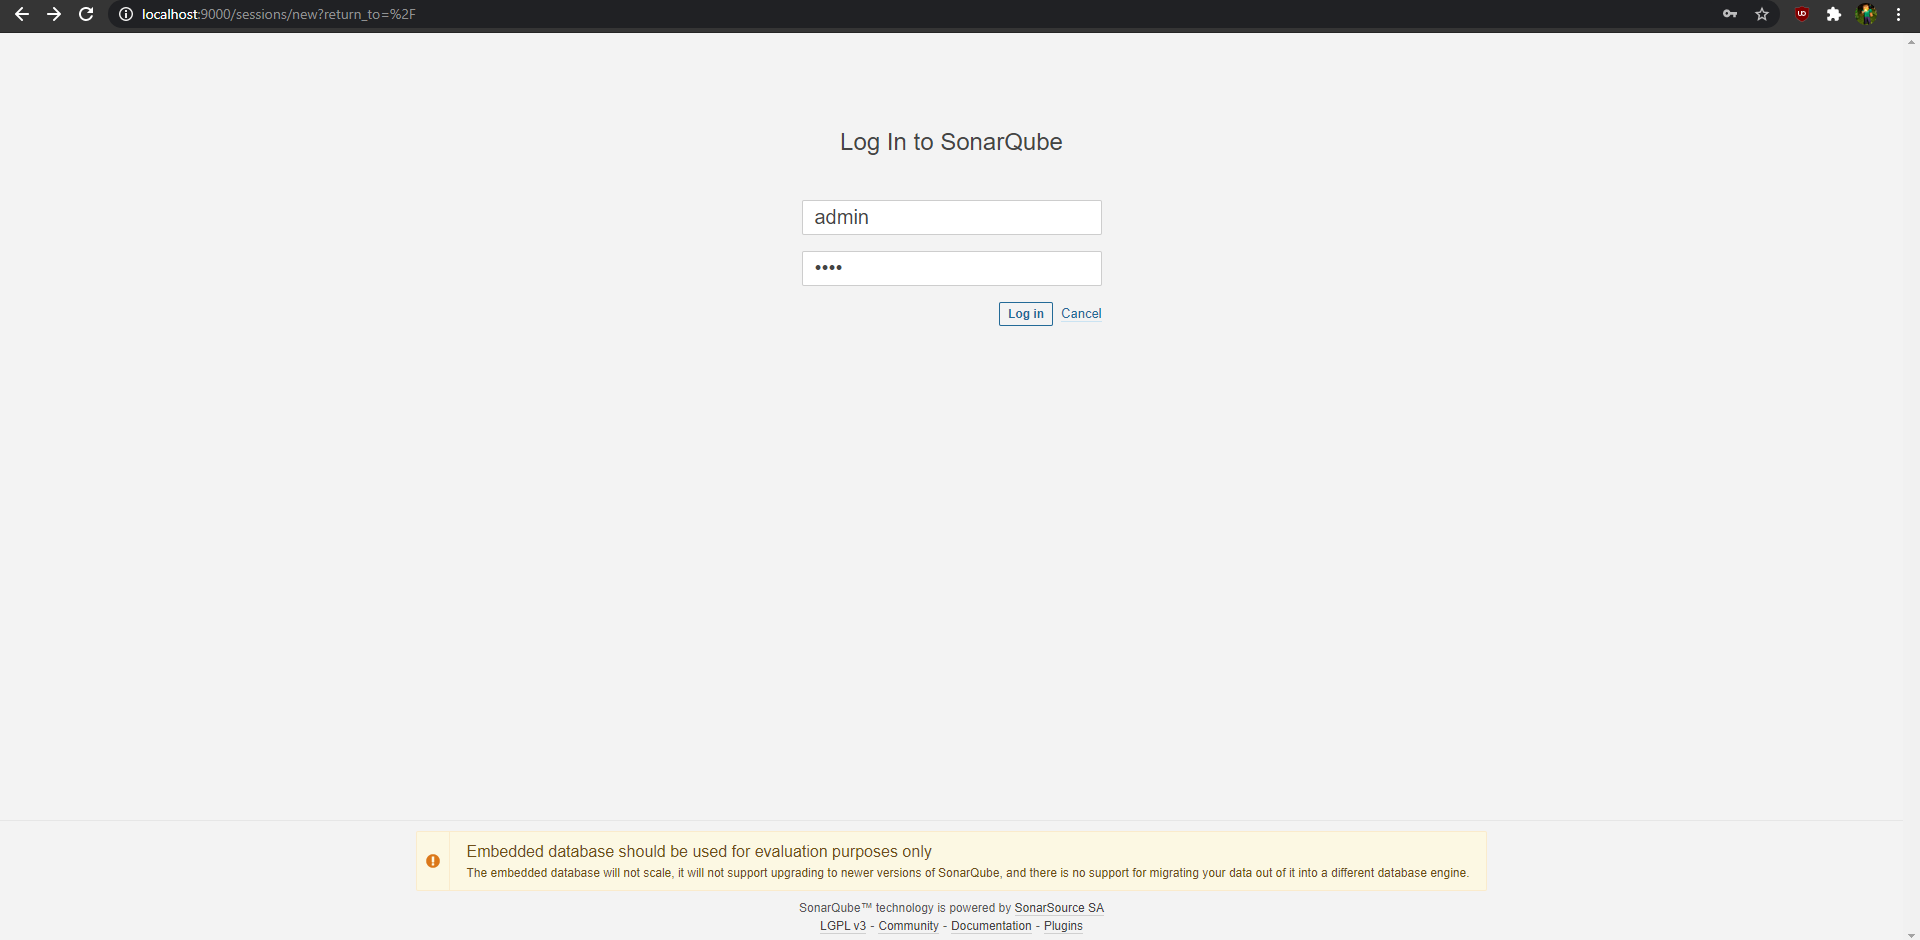 localhost:9000/sessions/new?return_to=%2F
Log In to SonarQube
admin
••••
Log in Cancel
Embedded database should be used for evaluation purposes only
The embedded database will not scale, it will not support upgrading to newer versions of SonarQube, and there is no support for migrating your data out of it into a different database engine.
SonarQube™ technology is powered by SonarSource SA
LGPL v3 - Community - Documentation - Plugins